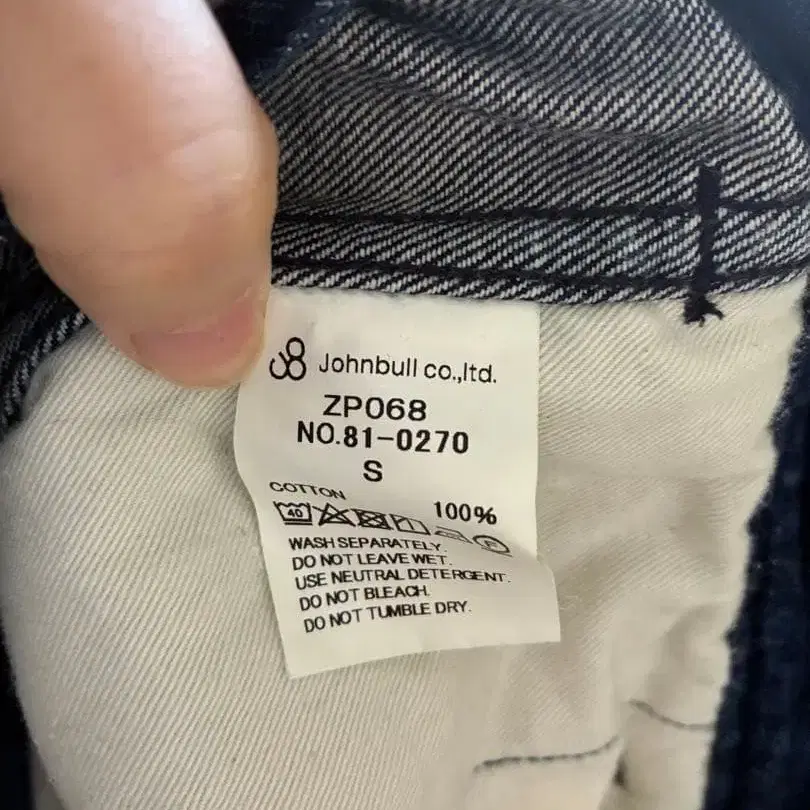 Johnbull co.,ltd.
ZP068
NO.81-0270
S
COTTON
100%
40
F
WASH SEPARATELY.
DO NOT LEAVE WET.
USE NEUTRAL DETERGENT.
DO NOT BLEACH.
DO NOT TUMBLE DRY.